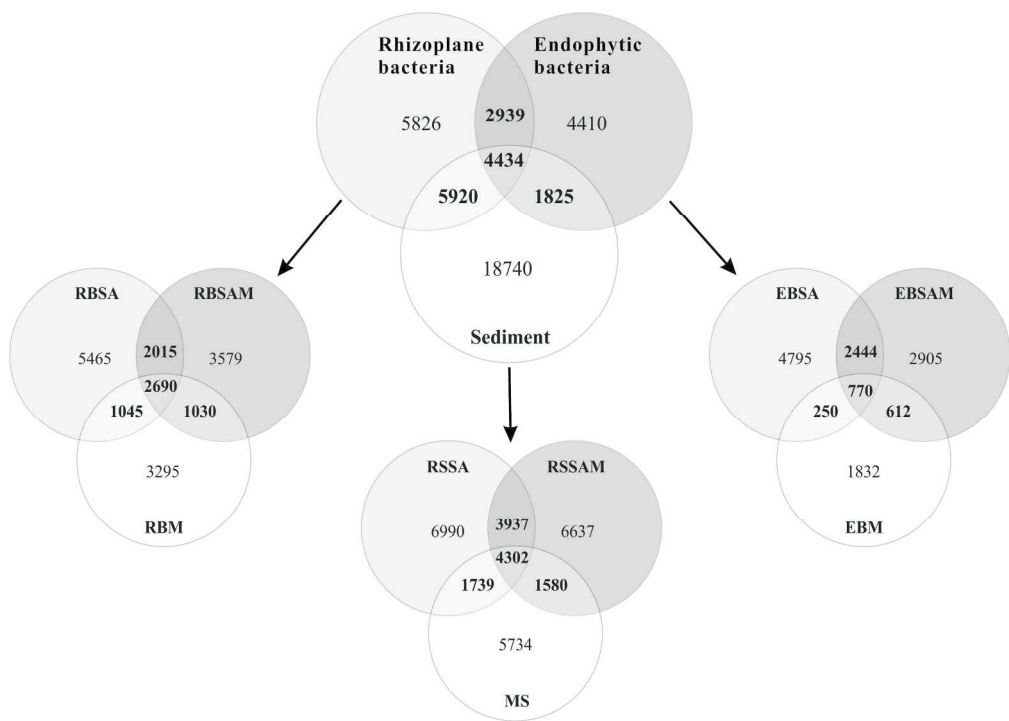 Rhizoplane
bacteria
Endophytic
bacteria
5826
2939
4410
4434
5920
1825
18740
Sediment
RBSA
RBSAM
5465
2015
3579
2690
1045
1030
3295
RBM
RSSA
RSSAM
6990
3937
6637
4302
1739
1580
5734
MS
EBSA
EBSAM
4795
2444
2905
770
250
612
1832
EBM